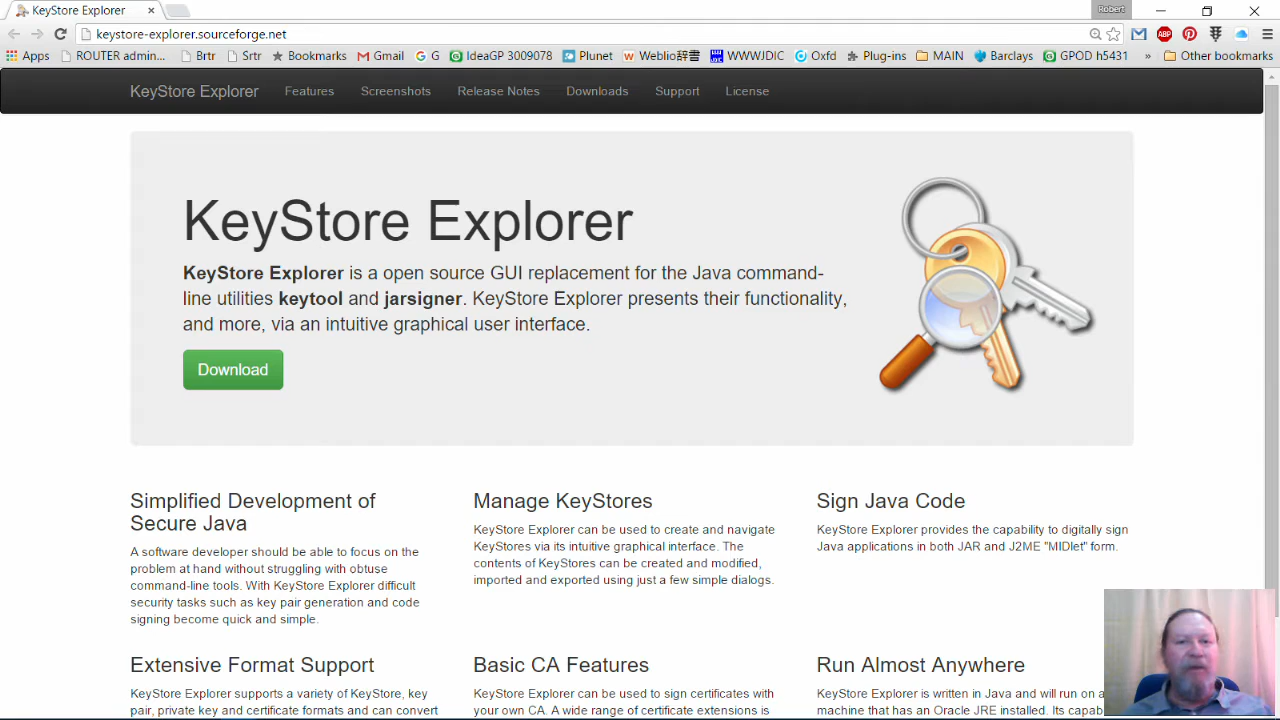 KeyStore Explorer
Robert
keystore-explorer.sourceforge.net
Apps ROUTER admin... Brtr Srtr Bookmarks Gmail G IdeaGP 3009078 Plunet Weblio辞書 WWWJDIC Oxfd Plug-ins MAIN Barclays GPOD h5431 » Other bookmarks
KeyStore Explorer Features Screenshots Release Notes Downloads Support License
KeyStore Explorer
KeyStore Explorer is a open source GUI replacement for the Java command-
line utilities keytool and jarsigner. KeyStore Explorer presents their functionality,
and more, via an intuitive graphical user interface.
Download
Simplified Development of
Secure Java
A software developer should be able to focus on the
problem at hand without struggling with obtuse
command-line tools. With KeyStore Explorer difficult
security tasks such as key pair generation and code
signing become quick and simple.
Manage KeyStores
KeyStore Explorer can be used to create and navigate
KeyStores via its intuitive graphical interface. The
contents of KeyStores can be created and modified,
imported and exported using just a few simple dialogs.
Sign Java Code
KeyStore Explorer provides the capability to digitally sign
Java applications in both JAR and J2ME "MIDlet" form.
Extensive Format Support
KeyStore Explorer supports a variety of KeyStore, key
pair, private key and certificate formats and can convert
Basic CA Features
KeyStore Explorer can be used to sign certificates with
your own CA. A wide range of certificate extensions is
Run Almost Anywhere
KeyStore Explorer is written in Java and will run on a
machine that has an Oracle JRE installed. Its